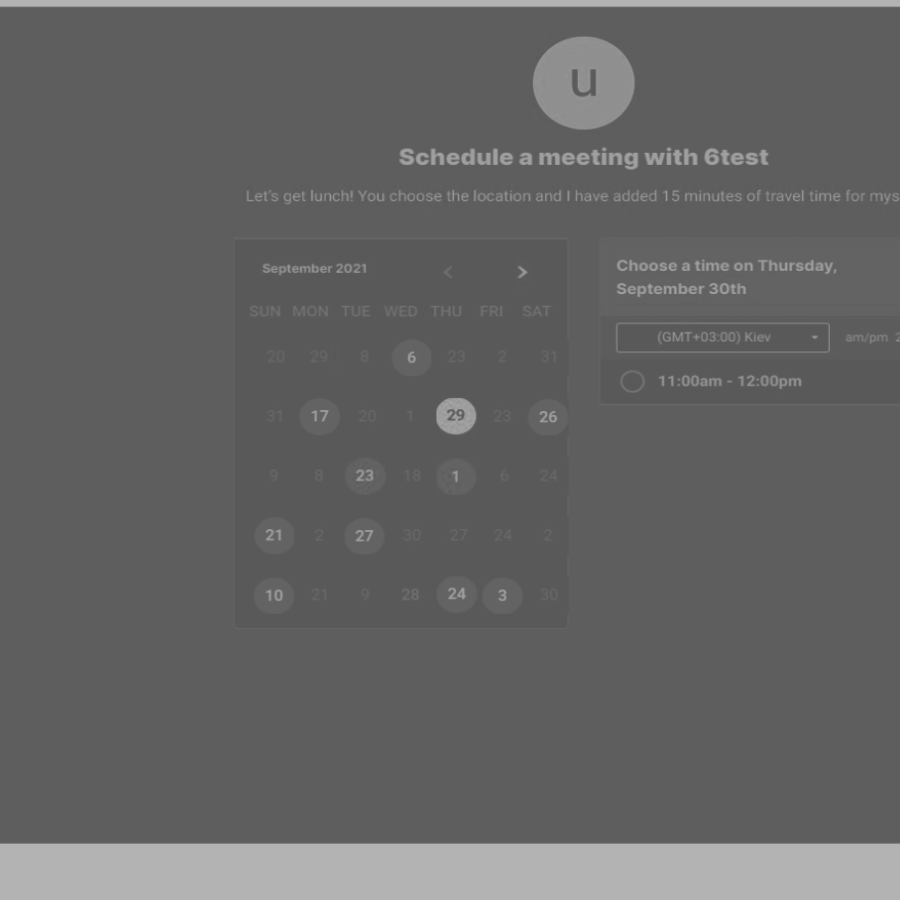 u
Schedule a meeting with 6test
Let's get lunch! You choose the location and I have added 15 minutes of travel time for mys
September 2021 < >
SUN MON TUE WED THU FRI SAT
20 29 8 6 23 2 31
31 17 20 1 29 23 26
9 8 23 18 1 6 24
21 2 27 30 27 24 2
10 21 9 28 24 3 30
Choose a time on Thursday,
September 30th
(GMT+03:00) Kiev am/pm 2
11:00am - 12:00pm